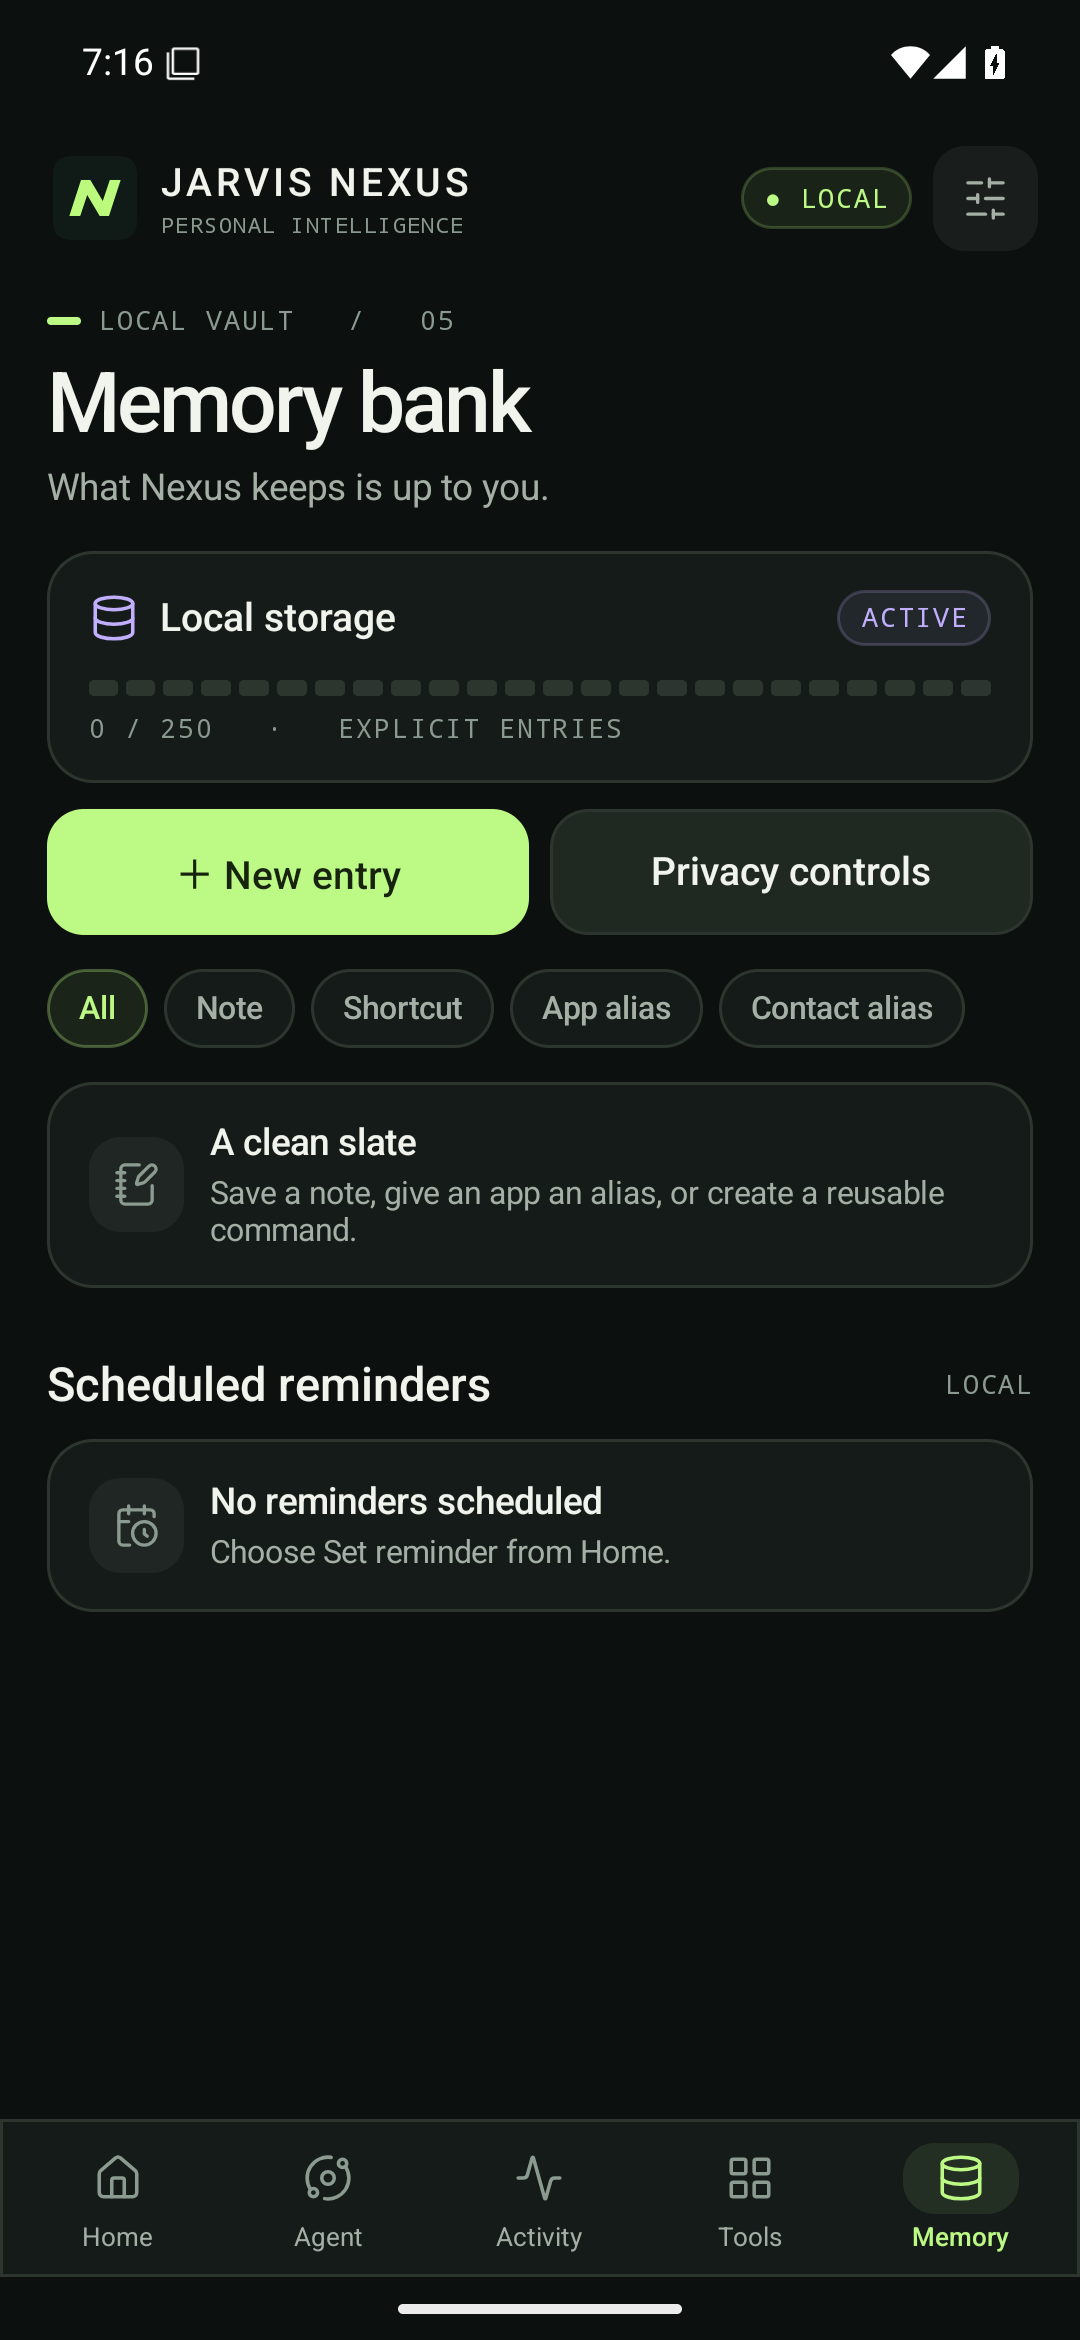 7:16
JARVIS NEXUS
PERSONAL INTELLIGENCE
LOCAL
LOCAL VAULT / 05
Memory bank
What Nexus keeps is up to you.
Local storage
ACTIVE
0 / 250 · EXPLICIT ENTRIES
+ New entry
Privacy controls
All
Note
Shortcut
App alias
Contact alias
A clean slate
Save a note, give an app an alias, or create a reusable
command.
Scheduled reminders
LOCAL
No reminders scheduled
Choose Set reminder from Home.
Home
Agent
Activity
Tools
Memory